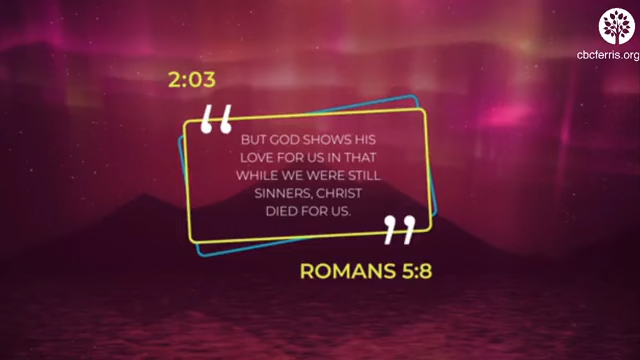 cbcferris.org
2:03
“
BUT GOD SHOWS HIS
LOVE FOR US IN THAT
WHILE WE WERE STILL
SINNERS, CHRIST
DIED FOR US.
”
ROMANS 5:8